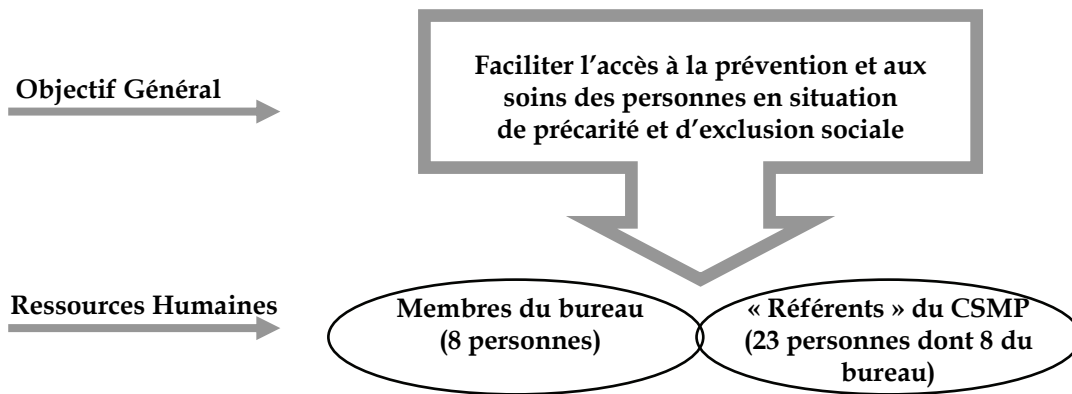 Objectif Général
Faciliter l’accès à la prévention et aux
soins des personnes en situation
de précarité et d’exclusion sociale
Ressources Humaines
Membres du bureau
(8 personnes)
« Référents » du CSMP
(23 personnes dont 8 du
bureau)